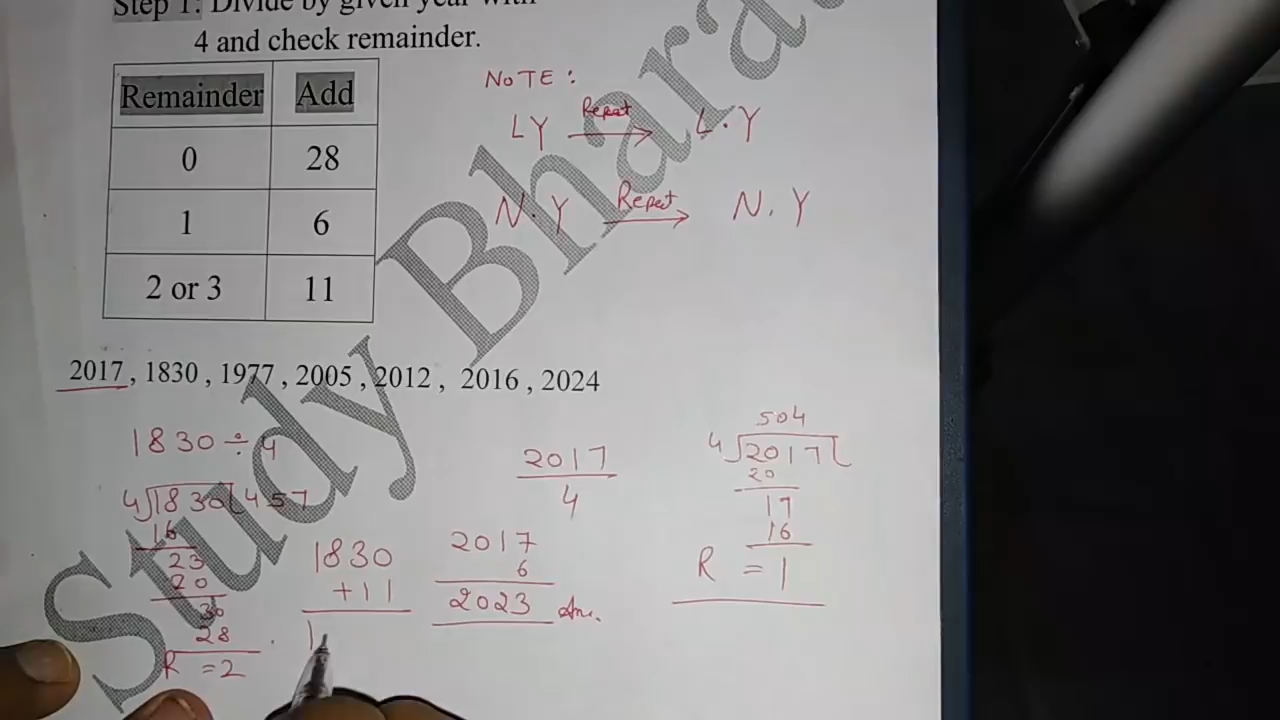 Step 1: Divide by given year with
4 and check remainder.
Remainder Add
0 28
1 6
2 or 3 11
NOTE :
LY Repeat L.Y
N.Y Repeat N.Y
2017 , 1830 , 1977 , 2005 , 2012 , 2016 , 2024
1830 ÷ 4
4 1830 457
16
23
20
30
28
R = 2
1830
+11
1
2017
4
2017
6
2023 Ans.
504
4 2017
20
17
16
R = 1
Study Bhara